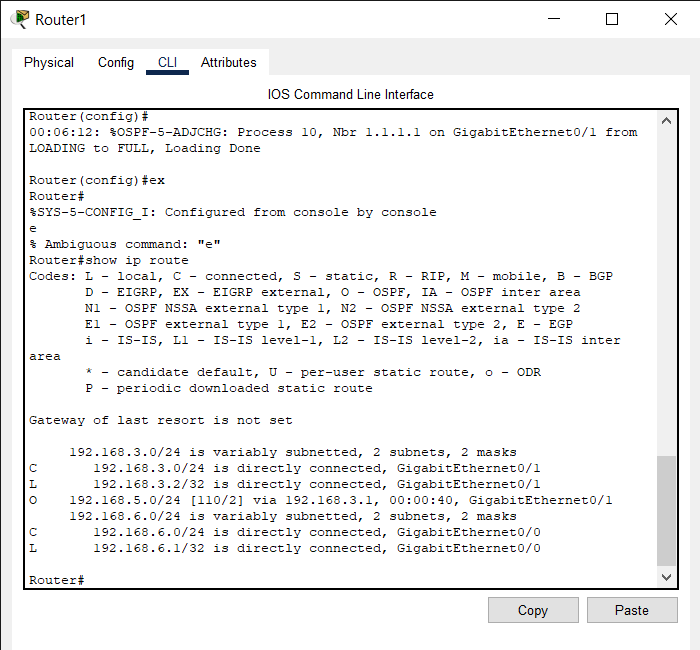 Router1
Physical Config CLI Attributes
IOS Command Line Interface
Router(config)#
00:06:12: %OSPF-5-ADJCHG: Process 10, Nbr 1.1.1.1 on GigabitEthernet0/1 from
LOADING to FULL, Loading Done
Router(config)#ex
Router#
%SYS-5-CONFIG_I: Configured from console by console
e
% Ambiguous command: "e"
Router#show ip route
Codes: L - local, C - connected, S - static, R - RIP, M - mobile, B - BGP
D - EIGRP, EX - EIGRP external, O - OSPF, IA - OSPF inter area
N1 - OSPF NSSA external type 1, N2 - OSPF NSSA external type 2
E1 - OSPF external type 1, E2 - OSPF external type 2, E - EGP
i - IS-IS, L1 - IS-IS level-1, L2 - IS-IS level-2, ia - IS-IS inter
area
* - candidate default, U - per-user static route, o - ODR
P - periodic downloaded static route
Gateway of last resort is not set
192.168.3.0/24 is variably subnetted, 2 subnets, 2 masks
C 192.168.3.0/24 is directly connected, GigabitEthernet0/1
L 192.168.3.2/32 is directly connected, GigabitEthernet0/1
O 192.168.5.0/24 [110/2] via 192.168.3.1, 00:00:40, GigabitEthernet0/1
192.168.6.0/24 is variably subnetted, 2 subnets, 2 masks
C 192.168.6.0/24 is directly connected, GigabitEthernet0/0
L 192.168.6.1/32 is directly connected, GigabitEthernet0/0
Router#
Copy Paste